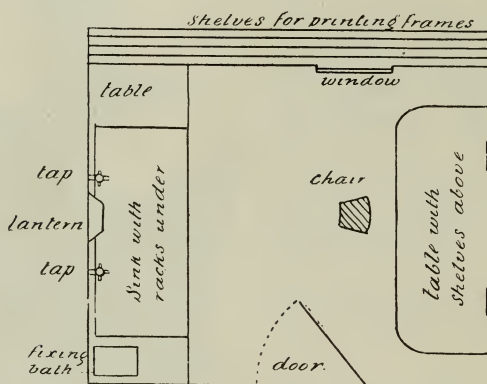 shelves for printing frames
window
table
tap
chair
lantern
Sink with
racks under
table with
shelves above
tap
fixing
bath
door.